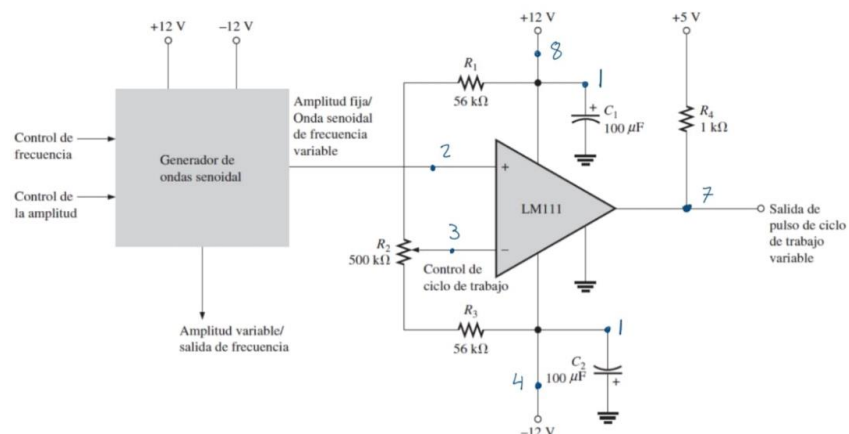 +12 V
−12 V
+12 V
+5 V
8
R1
56 kΩ
1
+
C1
100 μF
R4
1 kΩ
Amplitud fija/
Onda senoidal
de frecuencia
variable
Control de
frecuencia
Generador de
ondas senoidal
Control de
la amplitud
2
+
LM111
7
Salida de
pulso de ciclo
de trabajo
variable
3
−
R2
500 kΩ
Control de
ciclo de trabajo
Amplitud variable/
salida de frecuencia
R3
56 kΩ
1
C2
100 μF
+
4
−12 V